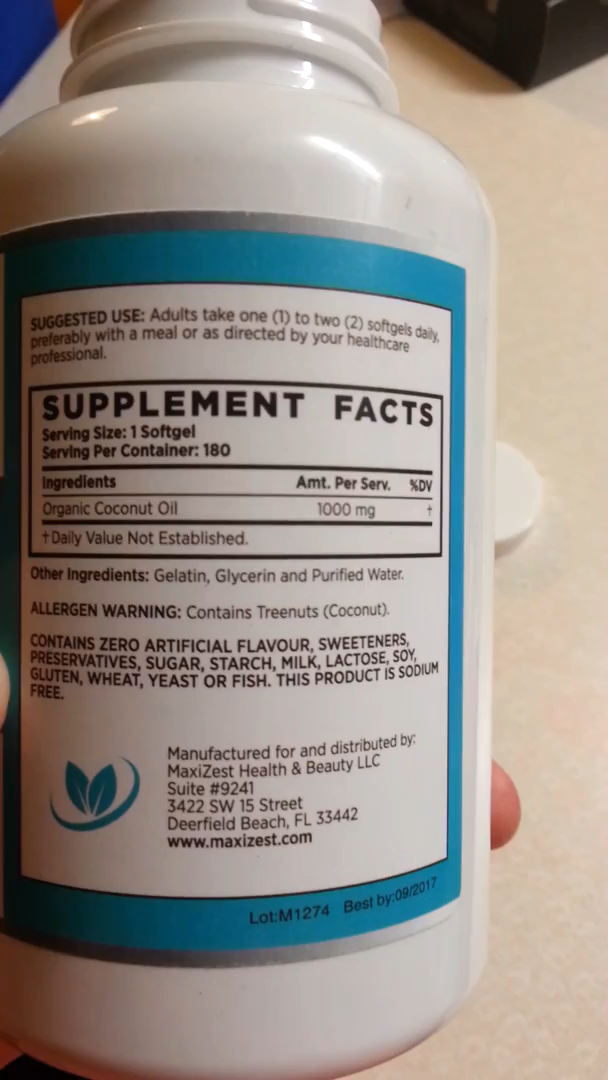 SUGGESTED USE: Adults take one (1) to two (2) softgels daily,
preferably with a meal or as directed by your healthcare
professional.
SUPPLEMENT FACTS
Serving Size: 1 Softgel
Serving Per Container: 180
Ingredients Amt. Per Serv. %DV
Organic Coconut Oil 1000 mg †
†Daily Value Not Established.
Other Ingredients: Gelatin, Glycerin and Purified Water.
ALLERGEN WARNING: Contains Treenuts (Coconut).
CONTAINS ZERO ARTIFICIAL FLAVOUR, SWEETENERS,
PRESERVATIVES, SUGAR, STARCH, MILK, LACTOSE, SOY,
GLUTEN, WHEAT, YEAST OR FISH. THIS PRODUCT IS SODIUM
FREE.
Manufactured for and distributed by:
MaxiZest Health & Beauty LLC
Suite #9241
3422 SW 15 Street
Deerfield Beach, FL 33442
www.maxizest.com
Lot:M1274 Best by:09/2017